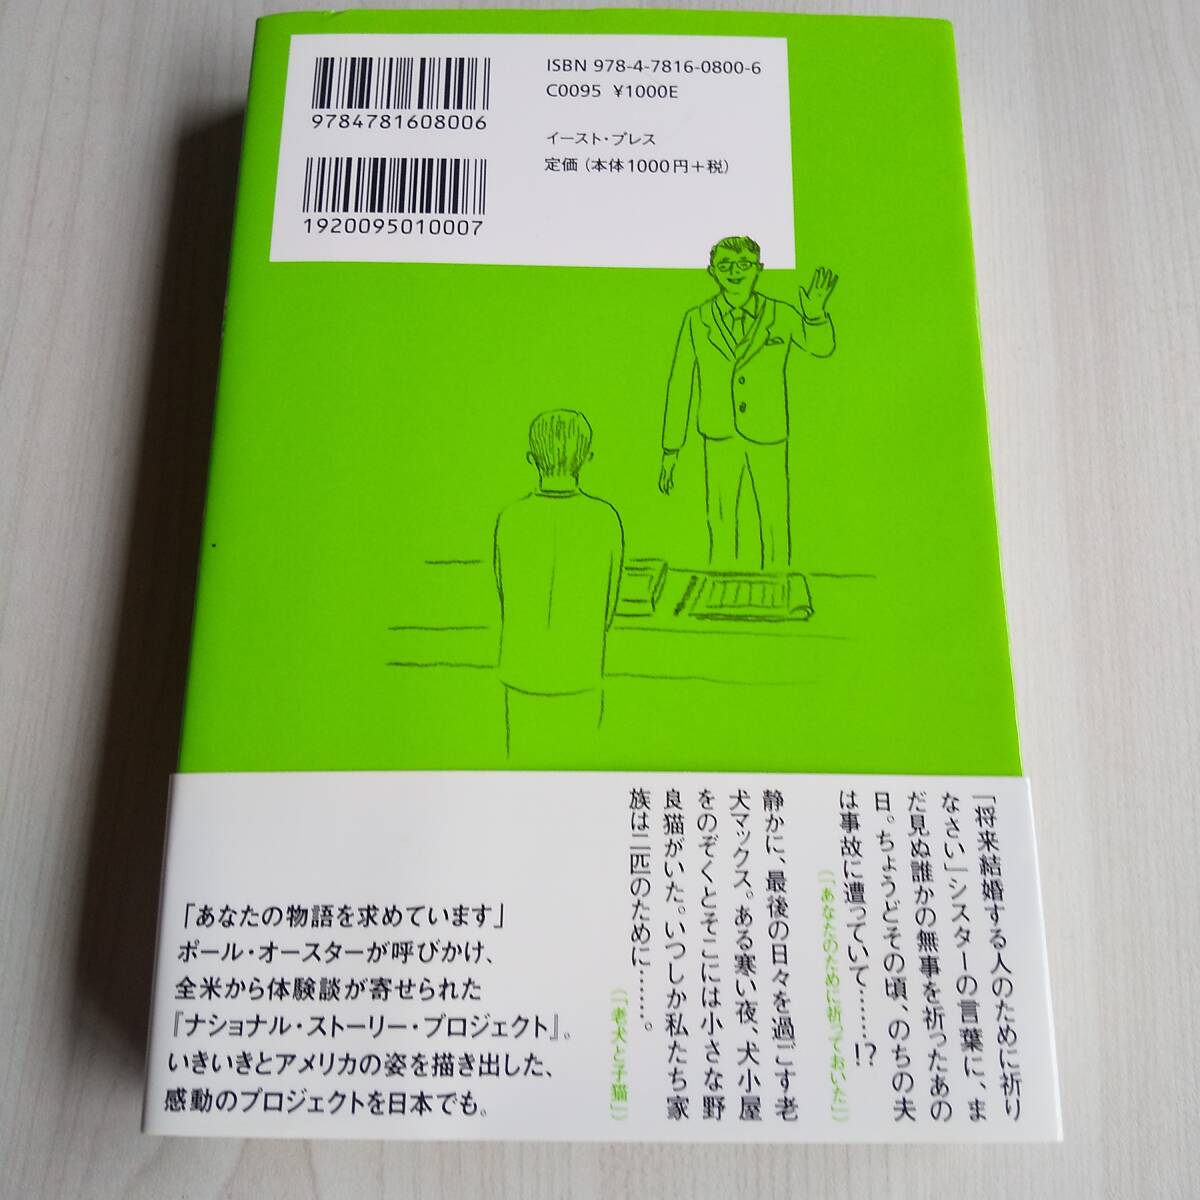 ISBN 978-4-7816-0800-6
C0095 ¥1000E
9784781608006
イースト・プレス
定価（本体1000円＋税）
1920095010007
「将来結婚する人のために祈り
なさい」シスターの言葉に、ま
だ見ぬ誰かの無事を祈ったあの
日。ちょうどその頃、のちの夫
は事故に遭っていて……!?
（「あなたのために祈っておいた」）
静かに、最後の日々を過ごす老
犬マックス。ある寒い夜、犬小屋
をのぞくとそこには小さな野
良猫がいた。いつしか私たち家
族は二匹のために……。
（「老犬と子猫」）
「あなたの物語を求めています」
ポール・オースターが呼びかけ、
全米から体験談が寄せられた
『ナショナル・ストーリー・プロジェクト』。
いきいきとアメリカの姿を描き出した、
感動のプロジェクトを日本でも。